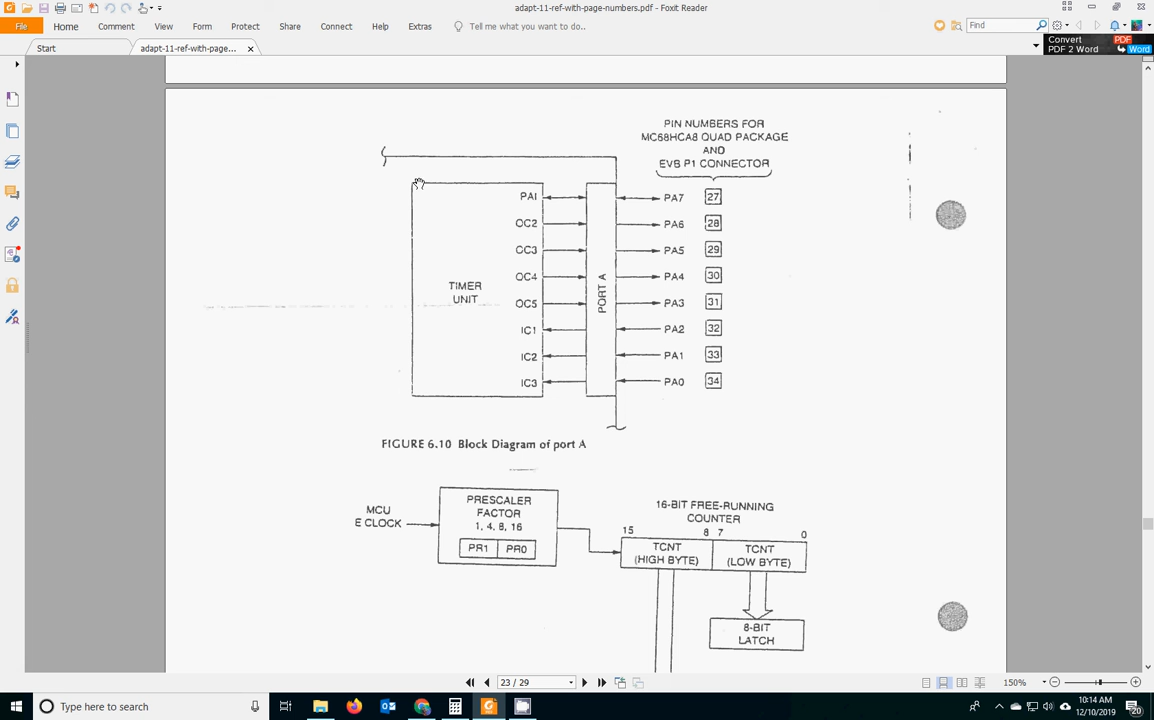 adapt-11-ref-with-page-numbers.pdf - Foxit Reader
File Home Comment View Form Protect Share Connect Help Extras Tell me what you want to do... Find
Start adapt-11-ref-with-page...
Convert PDF
PDF 2 Word Word
PIN NUMBERS FOR
MC68HCA8 QUAD PACKAGE
AND
EVB P1 CONNECTOR
PAI PA7 27
OC2 PA6 28
OC3 PA5 29
OC4 PA4 30
OC5 PA3 31
IC1 PA2 32
IC2 PA1 33
IC3 PA0 34
TIMER
UNIT
PORT A
FIGURE 6.10 Block Diagram of port A
MCU
E CLOCK
PRESCALER
FACTOR
1, 4, 8, 16
PR1 PR0
16-BIT FREE-RUNNING
COUNTER
15 8 7 0
TCNT
(HIGH BYTE)
TCNT
(LOW BYTE)
8-BIT
LATCH
23 / 29 150%
Type here to search
10:14 AM
12/10/2019
20